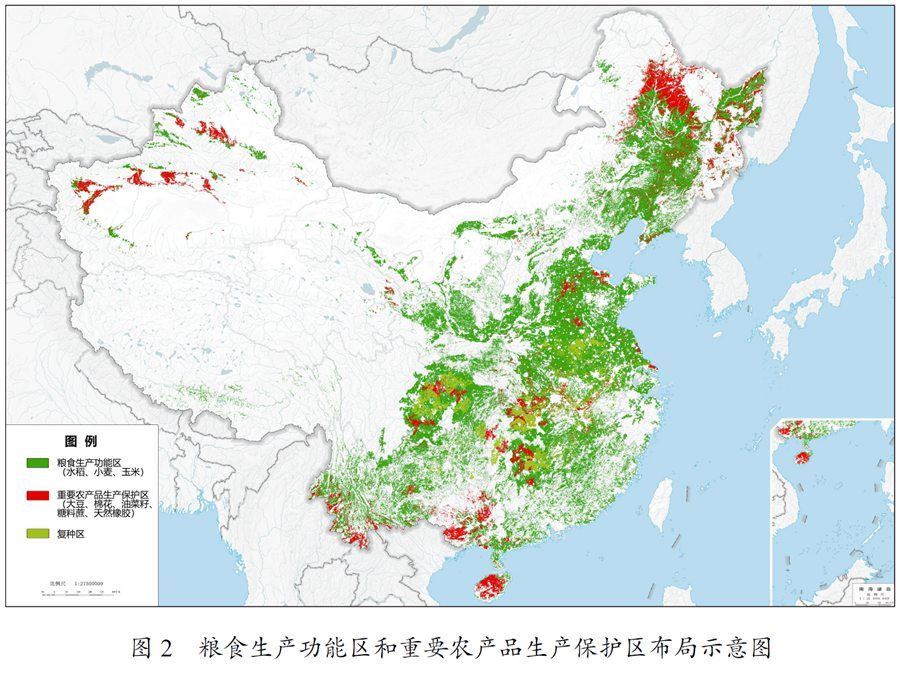 图 例
粮食生产功能区
（水稻、小麦、玉米）
重要农产品生产保护区
（大豆、棉花、油菜籽、
糖料蔗、天然橡胶）
复种区
比例尺 1:27500000
南海诸岛
图 2 粮食生产功能区和重要农产品生产保护区布局示意图